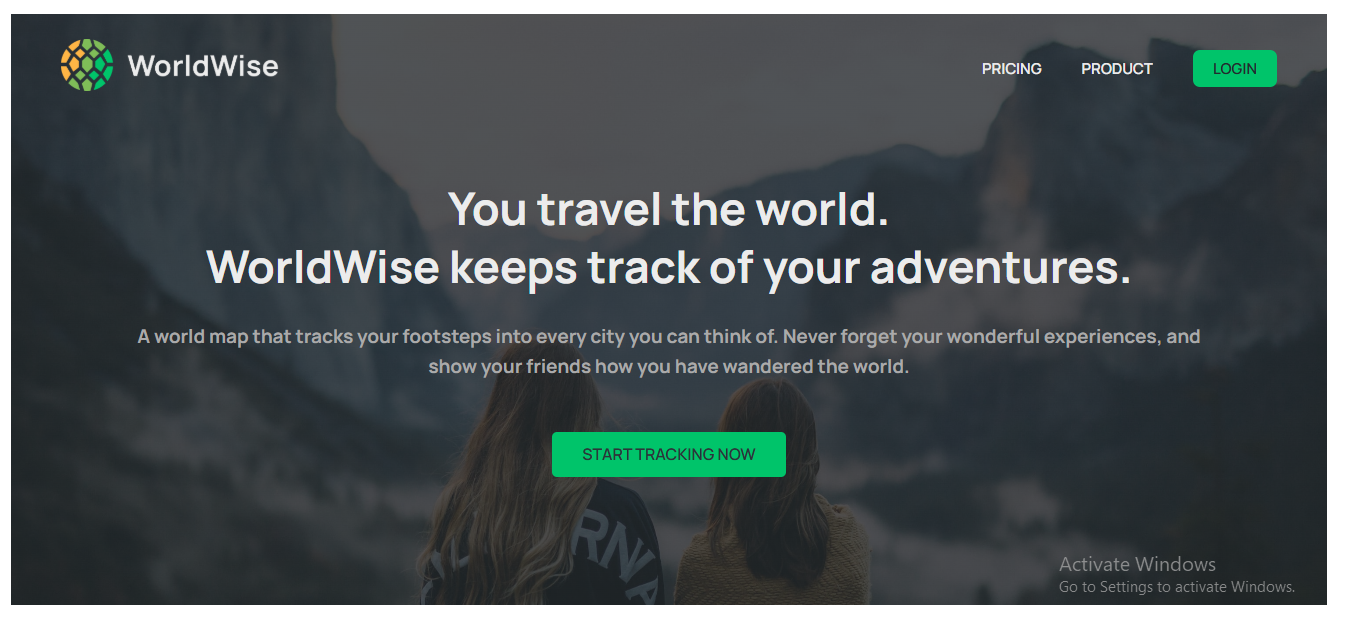 WorldWise
PRICING
PRODUCT
LOGIN
You travel the world.
WorldWise keeps track of your adventures.
A world map that tracks your footsteps into every city you can think of. Never forget your wonderful experiences, and
show your friends how you have wandered the world.
START TRACKING NOW
RNIA
Activate Windows
Go to Settings to activate Windows.